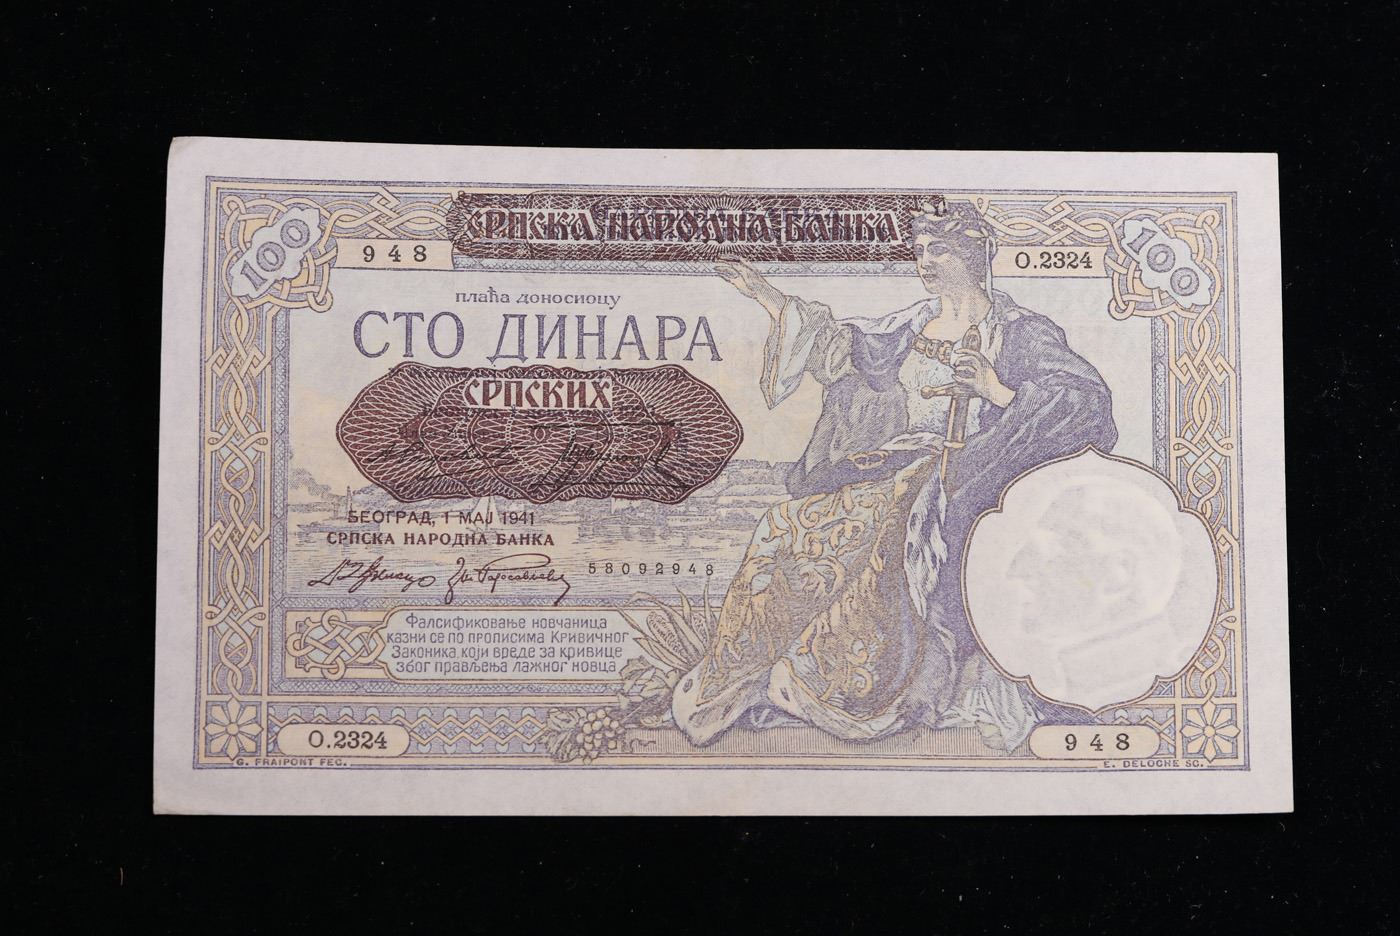 СРПСКА НАРОДНА БАНКА
100
948
О.2324
100
плаћа доносиоцу
СТО ДИНАРА
СРПСКИХ
БЕОГРАД, 1 МАЈ 1941
СРПСКА НАРОДНА БАНКА
58092948
Фалсификовање новчаница
казни се по прописима Кривичног
Законика, који вреде за кривице
због прављења лажног новца
О.2324
948
G. FRAIPONT FEC.
E. DELOCHE SC.